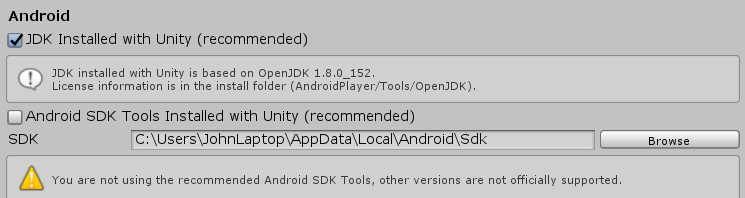 Android
JDK Installed with Unity (recommended)
JDK installed with Unity is based on OpenJDK 1.8.0_152.
License information is in the install folder (AndroidPlayer/Tools/OpenJDK).
Android SDK Tools Installed with Unity (recommended)
SDK C:\Users\JohnLaptop\AppData\Local\Android\Sdk Browse
You are not using the recommended Android SDK Tools, other versions are not officially supported.